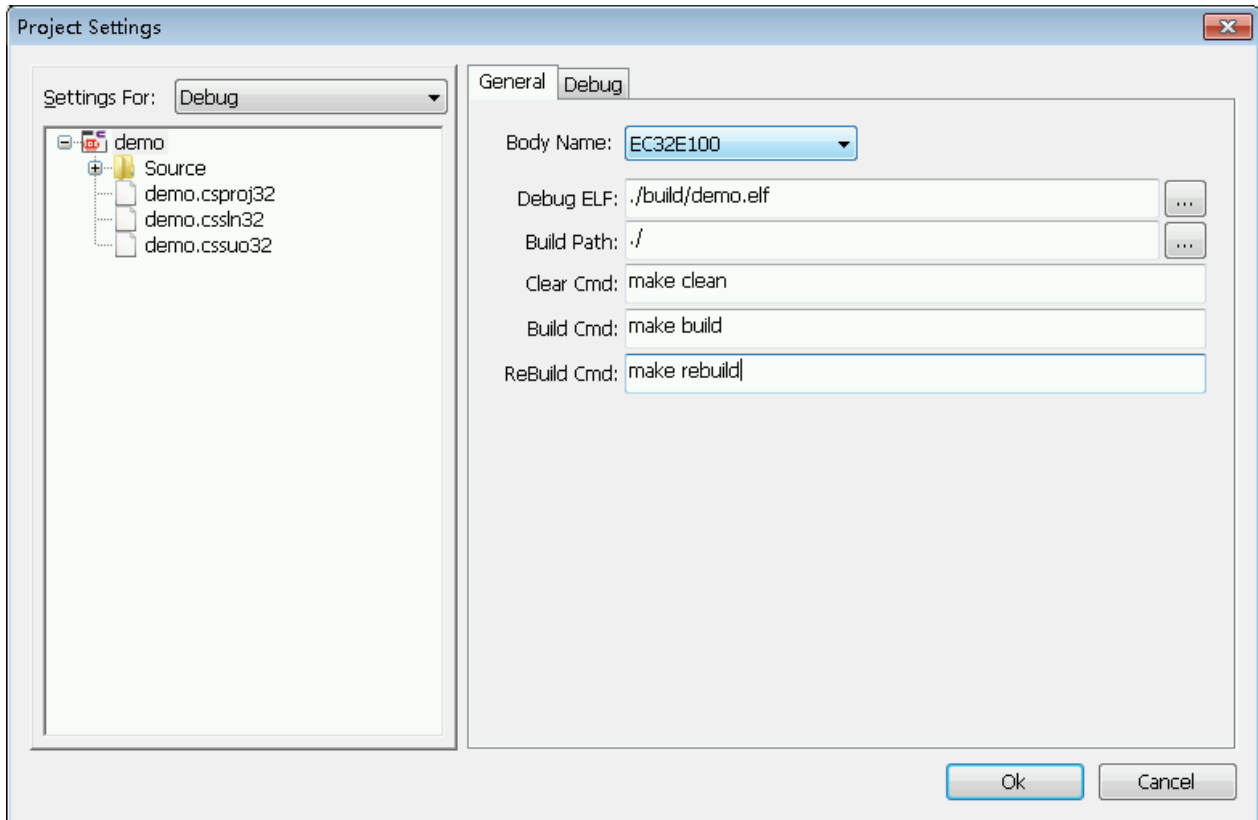 Project Settings
Settings For: Debug
demo
Source
demo.csproj32
demo.cssln32
demo.cssuo32
General Debug
Body Name: EC32E100
Debug ELF: ./build/demo.elf ...
Build Path: ./ ...
Clear Cmd: make clean
Build Cmd: make build
ReBuild Cmd: make rebuild
Ok Cancel